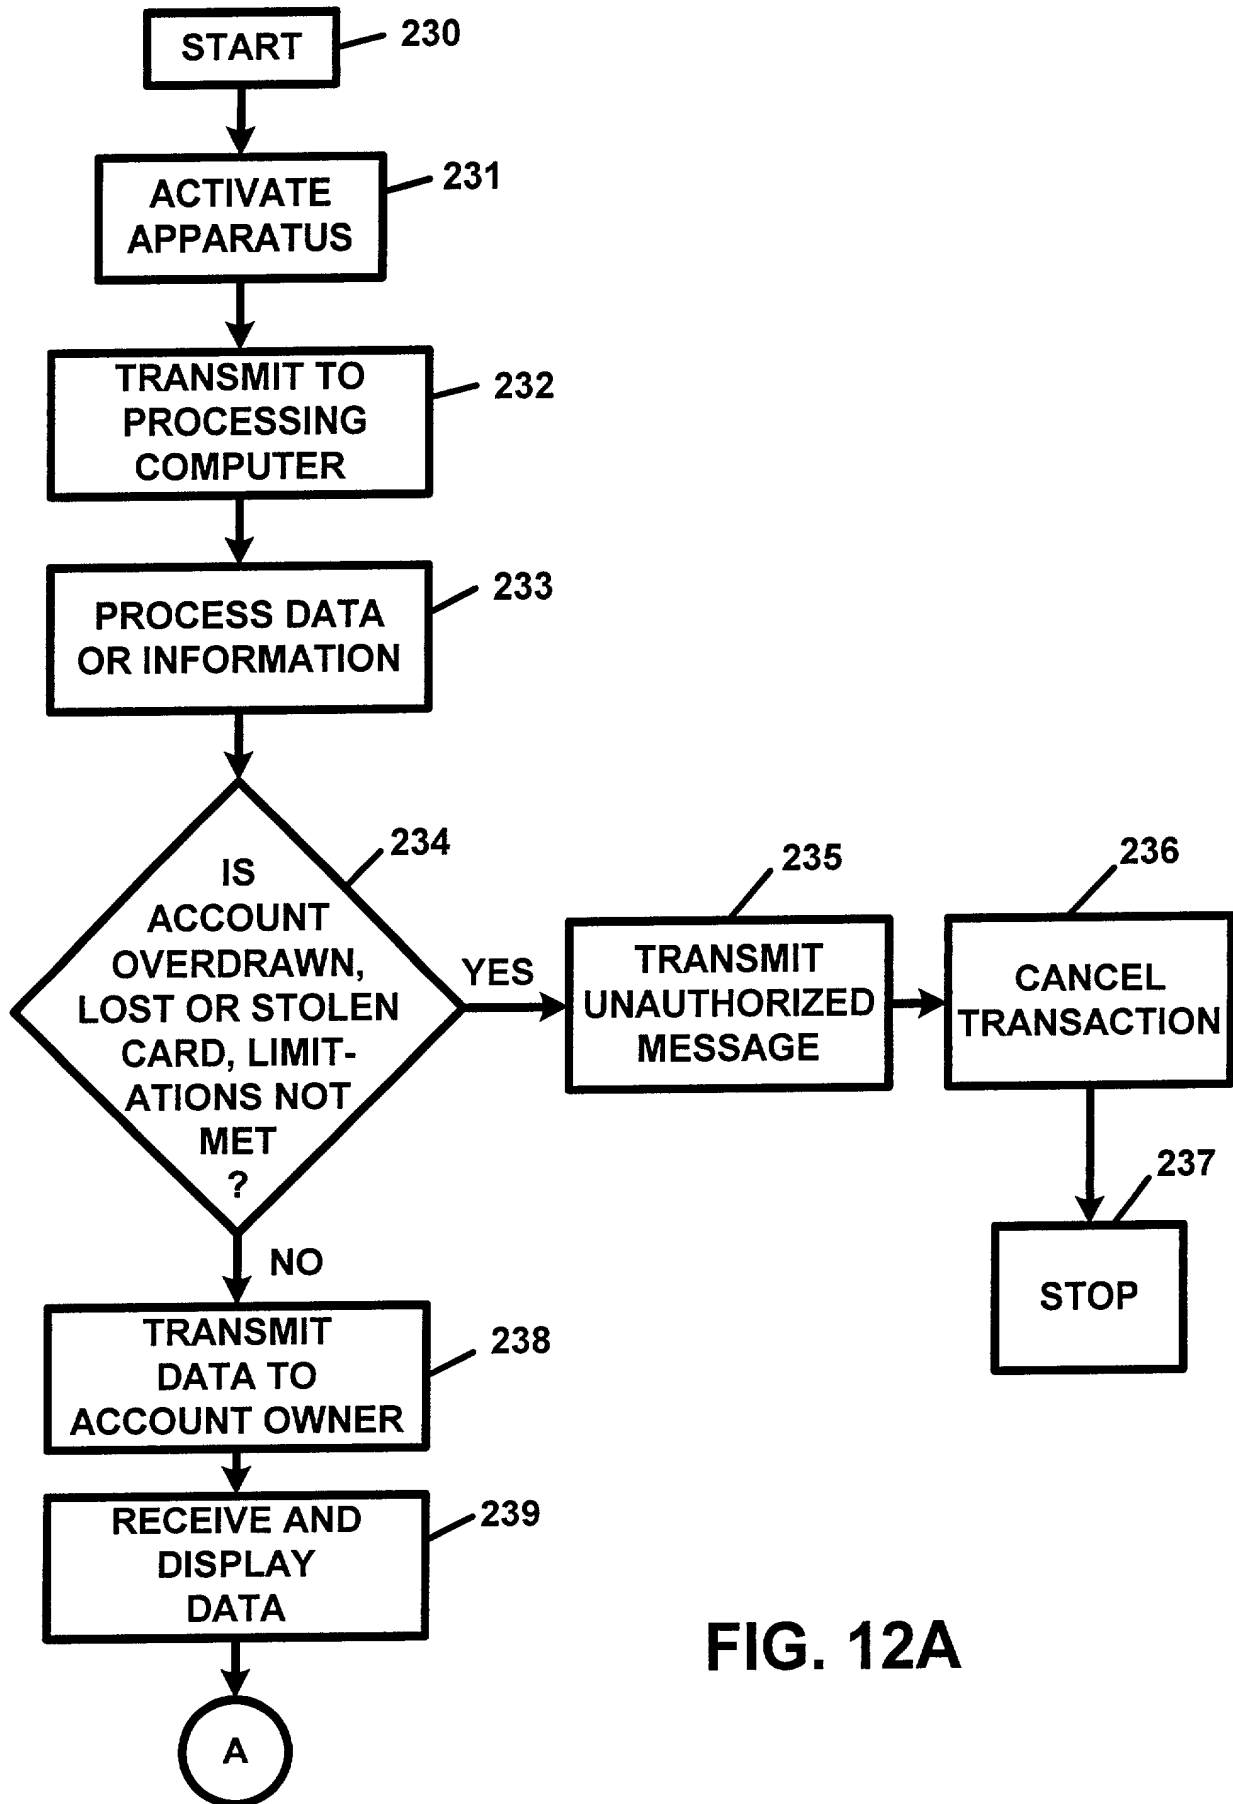 START
230
ACTIVATE
APPARATUS
231
TRANSMIT TO
PROCESSING
COMPUTER
232
PROCESS DATA
OR INFORMATION
233
IS
ACCOUNT
OVERDRAWN,
LOST OR STOLEN
CARD, LIMIT-
ATIONS NOT
MET
?
234
YES
TRANSMIT
UNAUTHORIZED
MESSAGE
235
CANCEL
TRANSACTION
236
STOP
237
NO
TRANSMIT
DATA TO
ACCOUNT OWNER
238
RECEIVE AND
DISPLAY
DATA
239
A
FIG. 12A